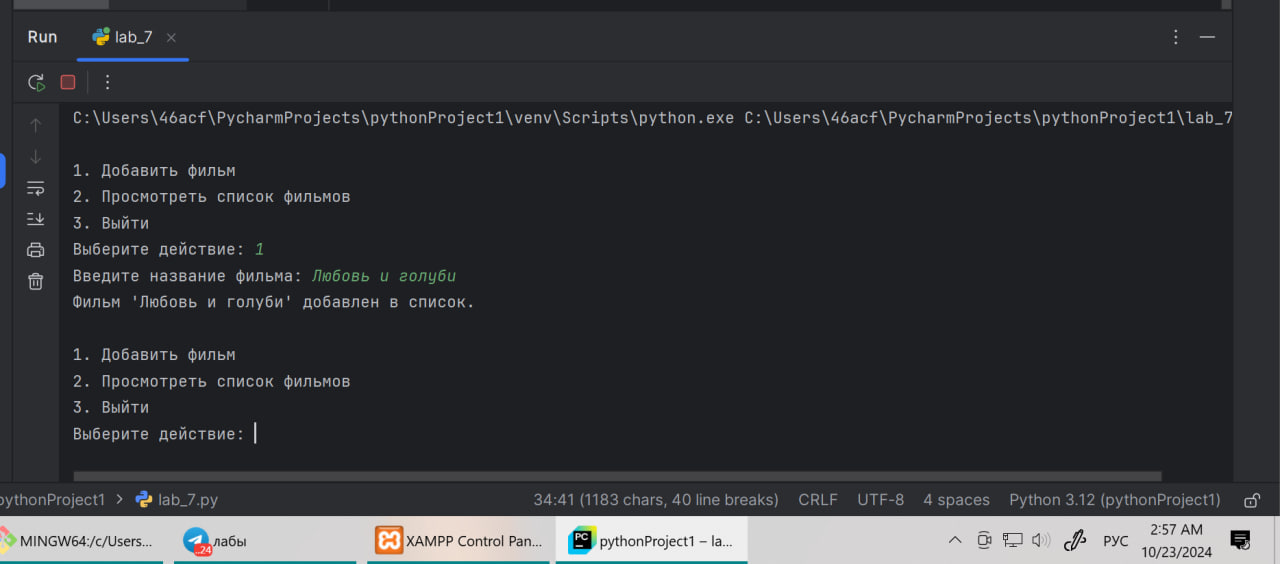 Run lab_7
C:\Users\46acf\PycharmProjects\pythonProject1\venv\Scripts\python.exe C:\Users\46acf\PycharmProjects\pythonProject1\lab_7
1. Добавить фильм
2. Просмотреть список фильмов
3. Выйти
Выберите действие: 1
Введите название фильма: Любовь и голуби
Фильм 'Любовь и голуби' добавлен в список.
1. Добавить фильм
2. Просмотреть список фильмов
3. Выйти
Выберите действие:
pythonProject1 > lab_7.py 34:41 (1183 chars, 40 line breaks) CRLF UTF-8 4 spaces Python 3.12 (pythonProject1)
MINGW64:/c/Users... ..24 лабы XAMPP Control Pan... PC pythonProject1 – la... РУС 2:57 AM
10/23/2024